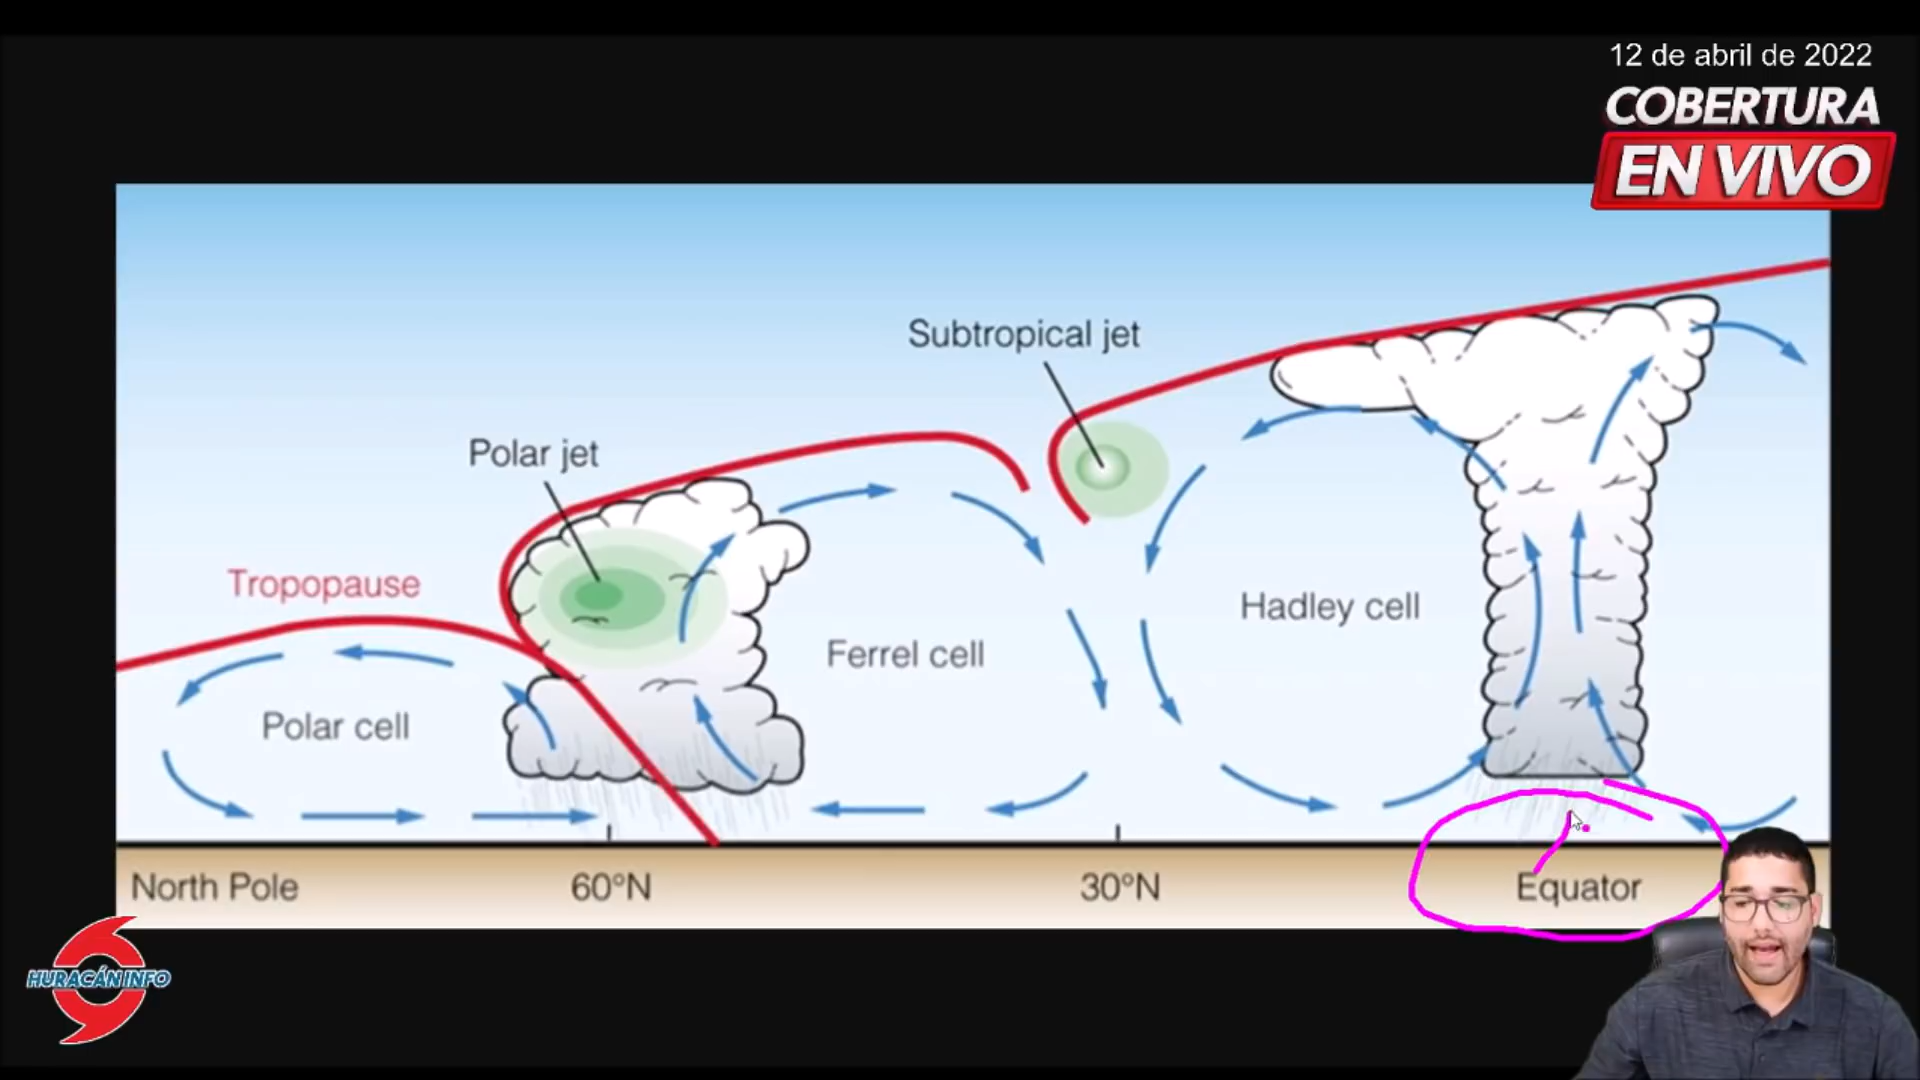 12 de abril de 2022
COBERTURA
EN VIVO
Subtropical jet
Polar jet
Tropopause
Hadley cell
Ferrel cell
Polar cell
North Pole
60°N
30°N
Equator
HURACÁN INFO